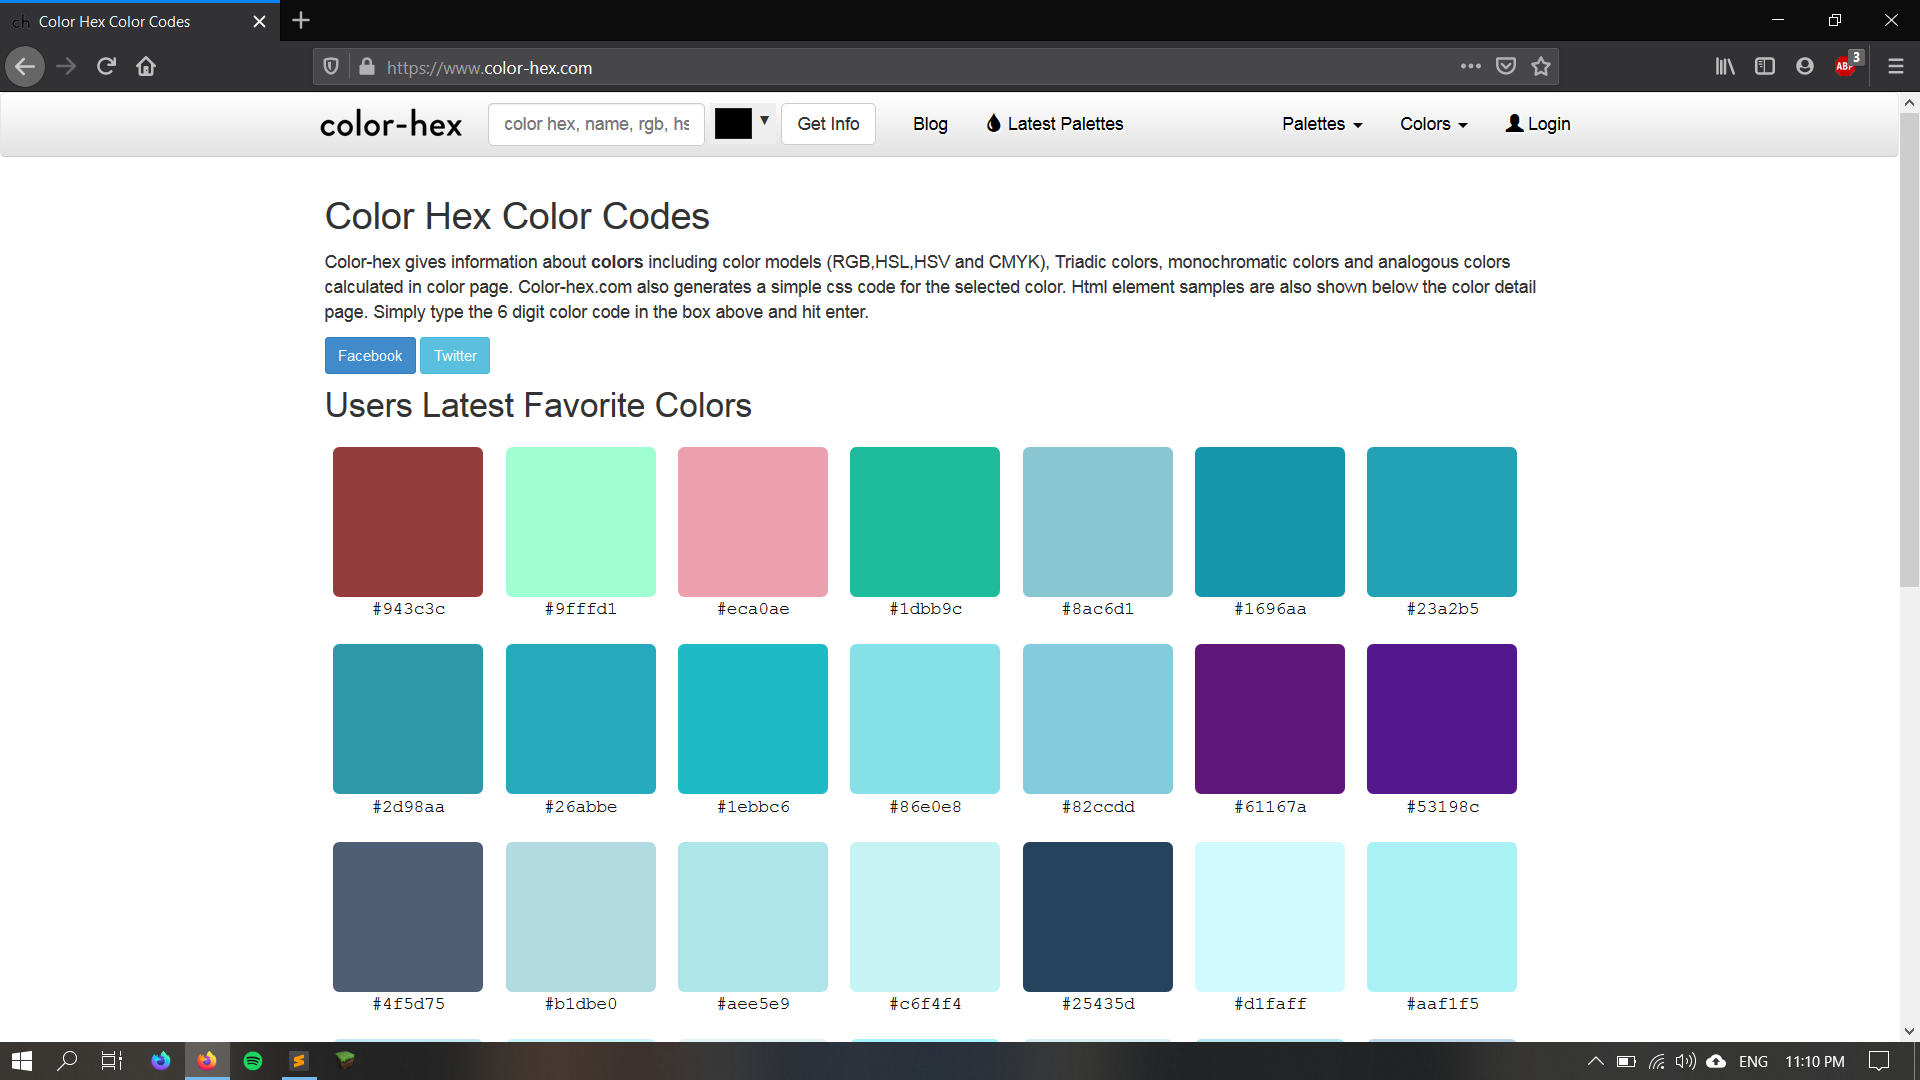 ch Color Hex Color Codes
https://www.color-hex.com
ABP 3
color-hex color hex, name, rgb, hs Get Info Blog Latest Palettes Palettes Colors Login
Color Hex Color Codes
Color-hex gives information about colors including color models (RGB,HSL,HSV and CMYK), Triadic colors, monochromatic colors and analogous colors
calculated in color page. Color-hex.com also generates a simple css code for the selected color. Html element samples are also shown below the color detail
page. Simply type the 6 digit color code in the box above and hit enter.
Facebook Twitter
Users Latest Favorite Colors
#943c3c #9fffd1 #eca0ae #1dbb9c #8ac6d1 #1696aa #23a2b5
#2d98aa #26abbe #1ebbc6 #86e0e8 #82ccdd #61167a #53198c
#4f5d75 #b1dbe0 #aee5e9 #c6f4f4 #25435d #d1faff #aaf1f5
ENG 11:10 PM